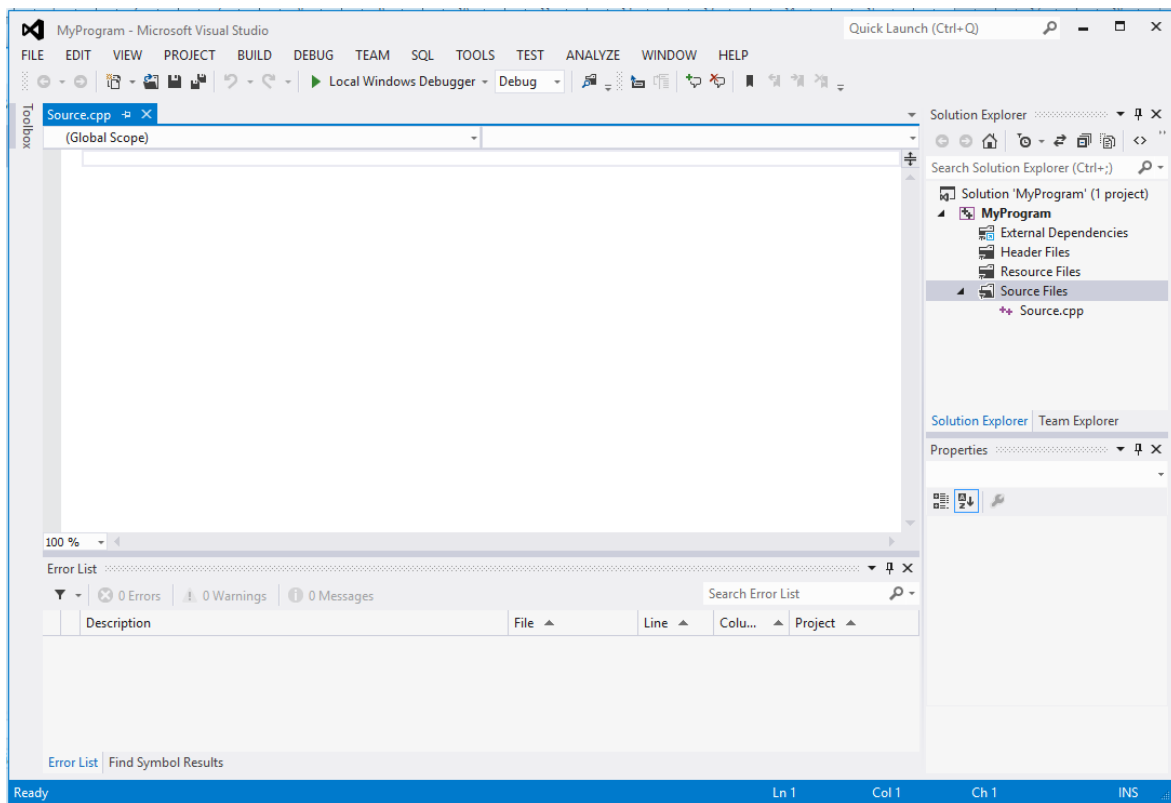 MyProgram - Microsoft Visual Studio
Quick Launch (Ctrl+Q)
FILE EDIT VIEW PROJECT BUILD DEBUG TEAM SQL TOOLS TEST ANALYZE WINDOW HELP
Local Windows Debugger Debug
Toolbox
Source.cpp
(Global Scope)
100 %
Error List
0 Errors 0 Warnings 0 Messages
Search Error List
Description File Line Colu... Project
Error List Find Symbol Results
Solution Explorer
Search Solution Explorer (Ctrl+;)
Solution 'MyProgram' (1 project)
MyProgram
External Dependencies
Header Files
Resource Files
Source Files
Source.cpp
Solution Explorer Team Explorer
Properties
Ready Ln 1 Col 1 Ch 1 INS